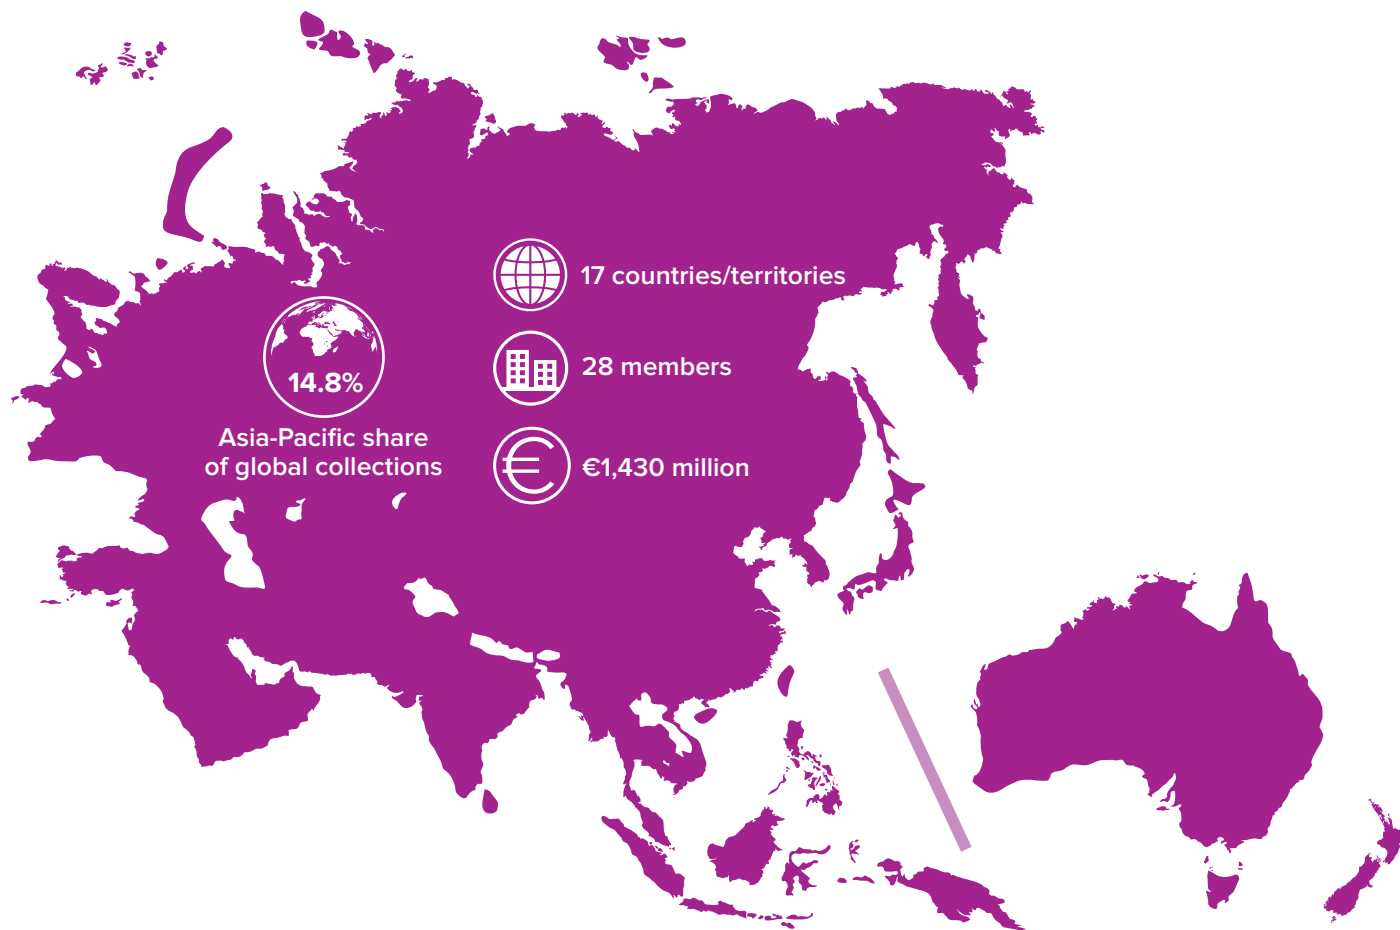 17 countries/territories
28 members
14.8%
Asia-Pacific share
of global collections
€1,430 million